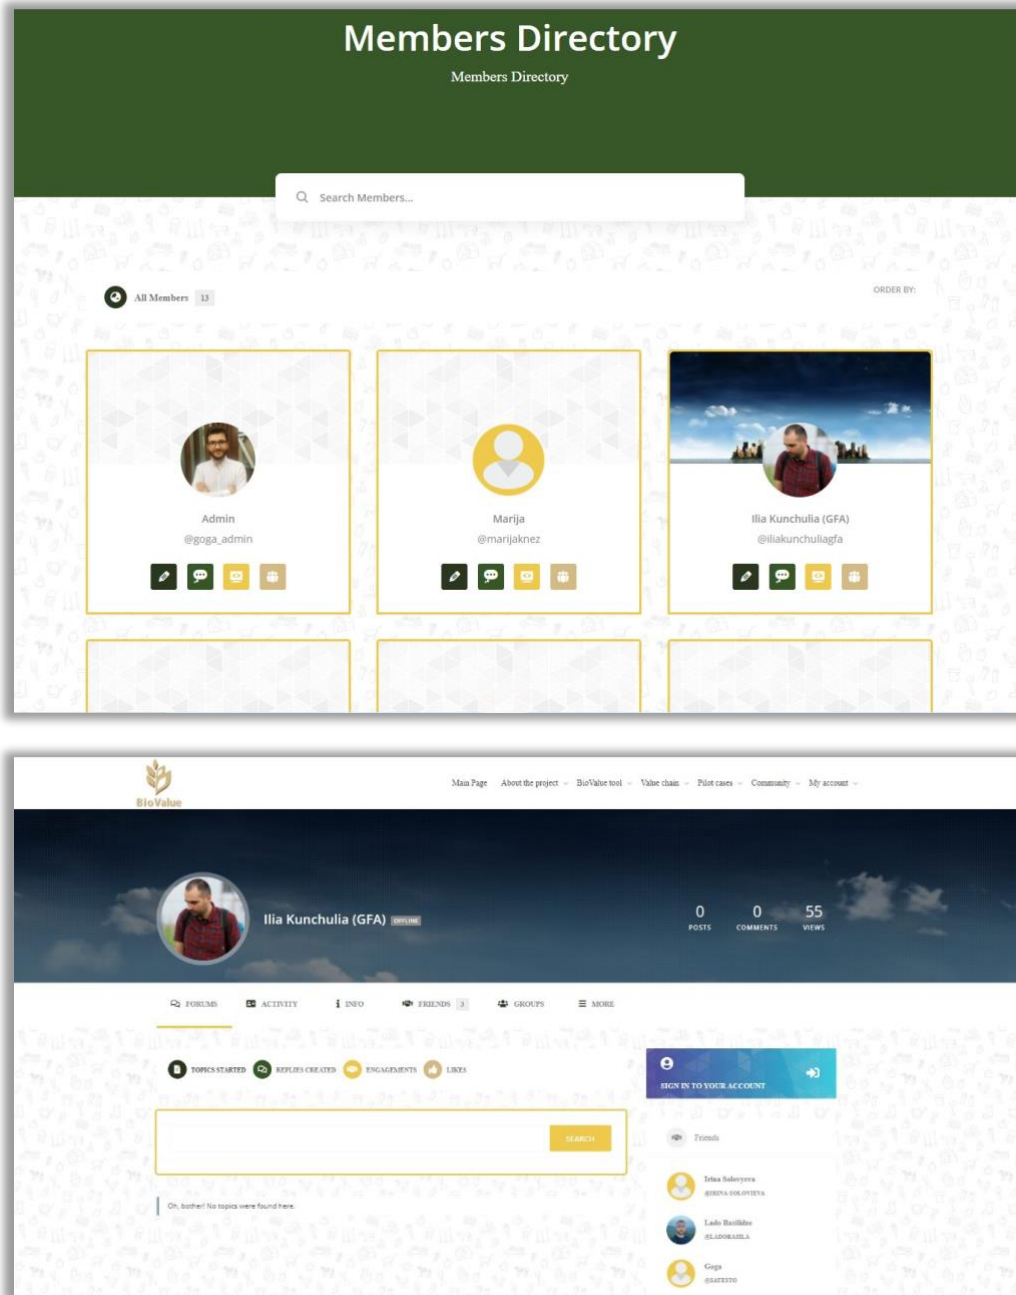 Members Directory
Members Directory
Search Members...
All Members 13
ORDER BY:
Admin
@goga_admin
Marija
@marijaknez
Ilia Kunchulia (GFA)
@iliakunchuliagfa
BioValue
Main Page About the project BioValue tool Value chain Pilot cases Community My account
Ilia Kunchulia (GFA) OFFLINE
0 POSTS
0 COMMENTS
55 VIEWS
FORUMS ACTIVITY INFO FRIENDS 3 GROUPS MORE
TOPICS STARTED REPLIES CREATED ENGAGEMENTS LIKES
SEARCH
Oh, bother! No topics were found here.
SIGN IN TO YOUR ACCOUNT
Friends
Irina Solovyeva
Goga